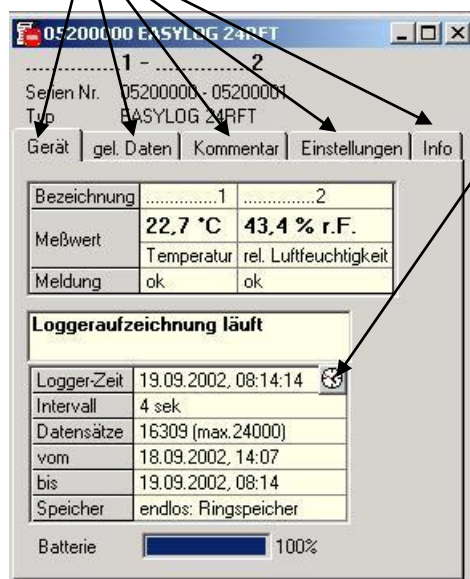 05200000 EASYLOG 24RFT
..............1 - ..............2
Serien Nr. 05200000 - 05200001
Typ EASYLOG 24RFT
Gerät gel. Daten Kommentar Einstellungen Info
Bezeichnung ..............1 ..............2
Meßwert 22,7 °C 43,4 % r.F.
Temperatur rel. Luftfeuchtigkeit
Meldung ok ok
Loggeraufzeichnung läuft
Logger-Zeit 19.09.2002, 08:14:14
Intervall 4 sek
Datensätze 16309 (max.24000)
vom 18.09.2002, 14:07
bis 19.09.2002, 08:14
Speicher endlos: Ringspeicher
Batterie 100%